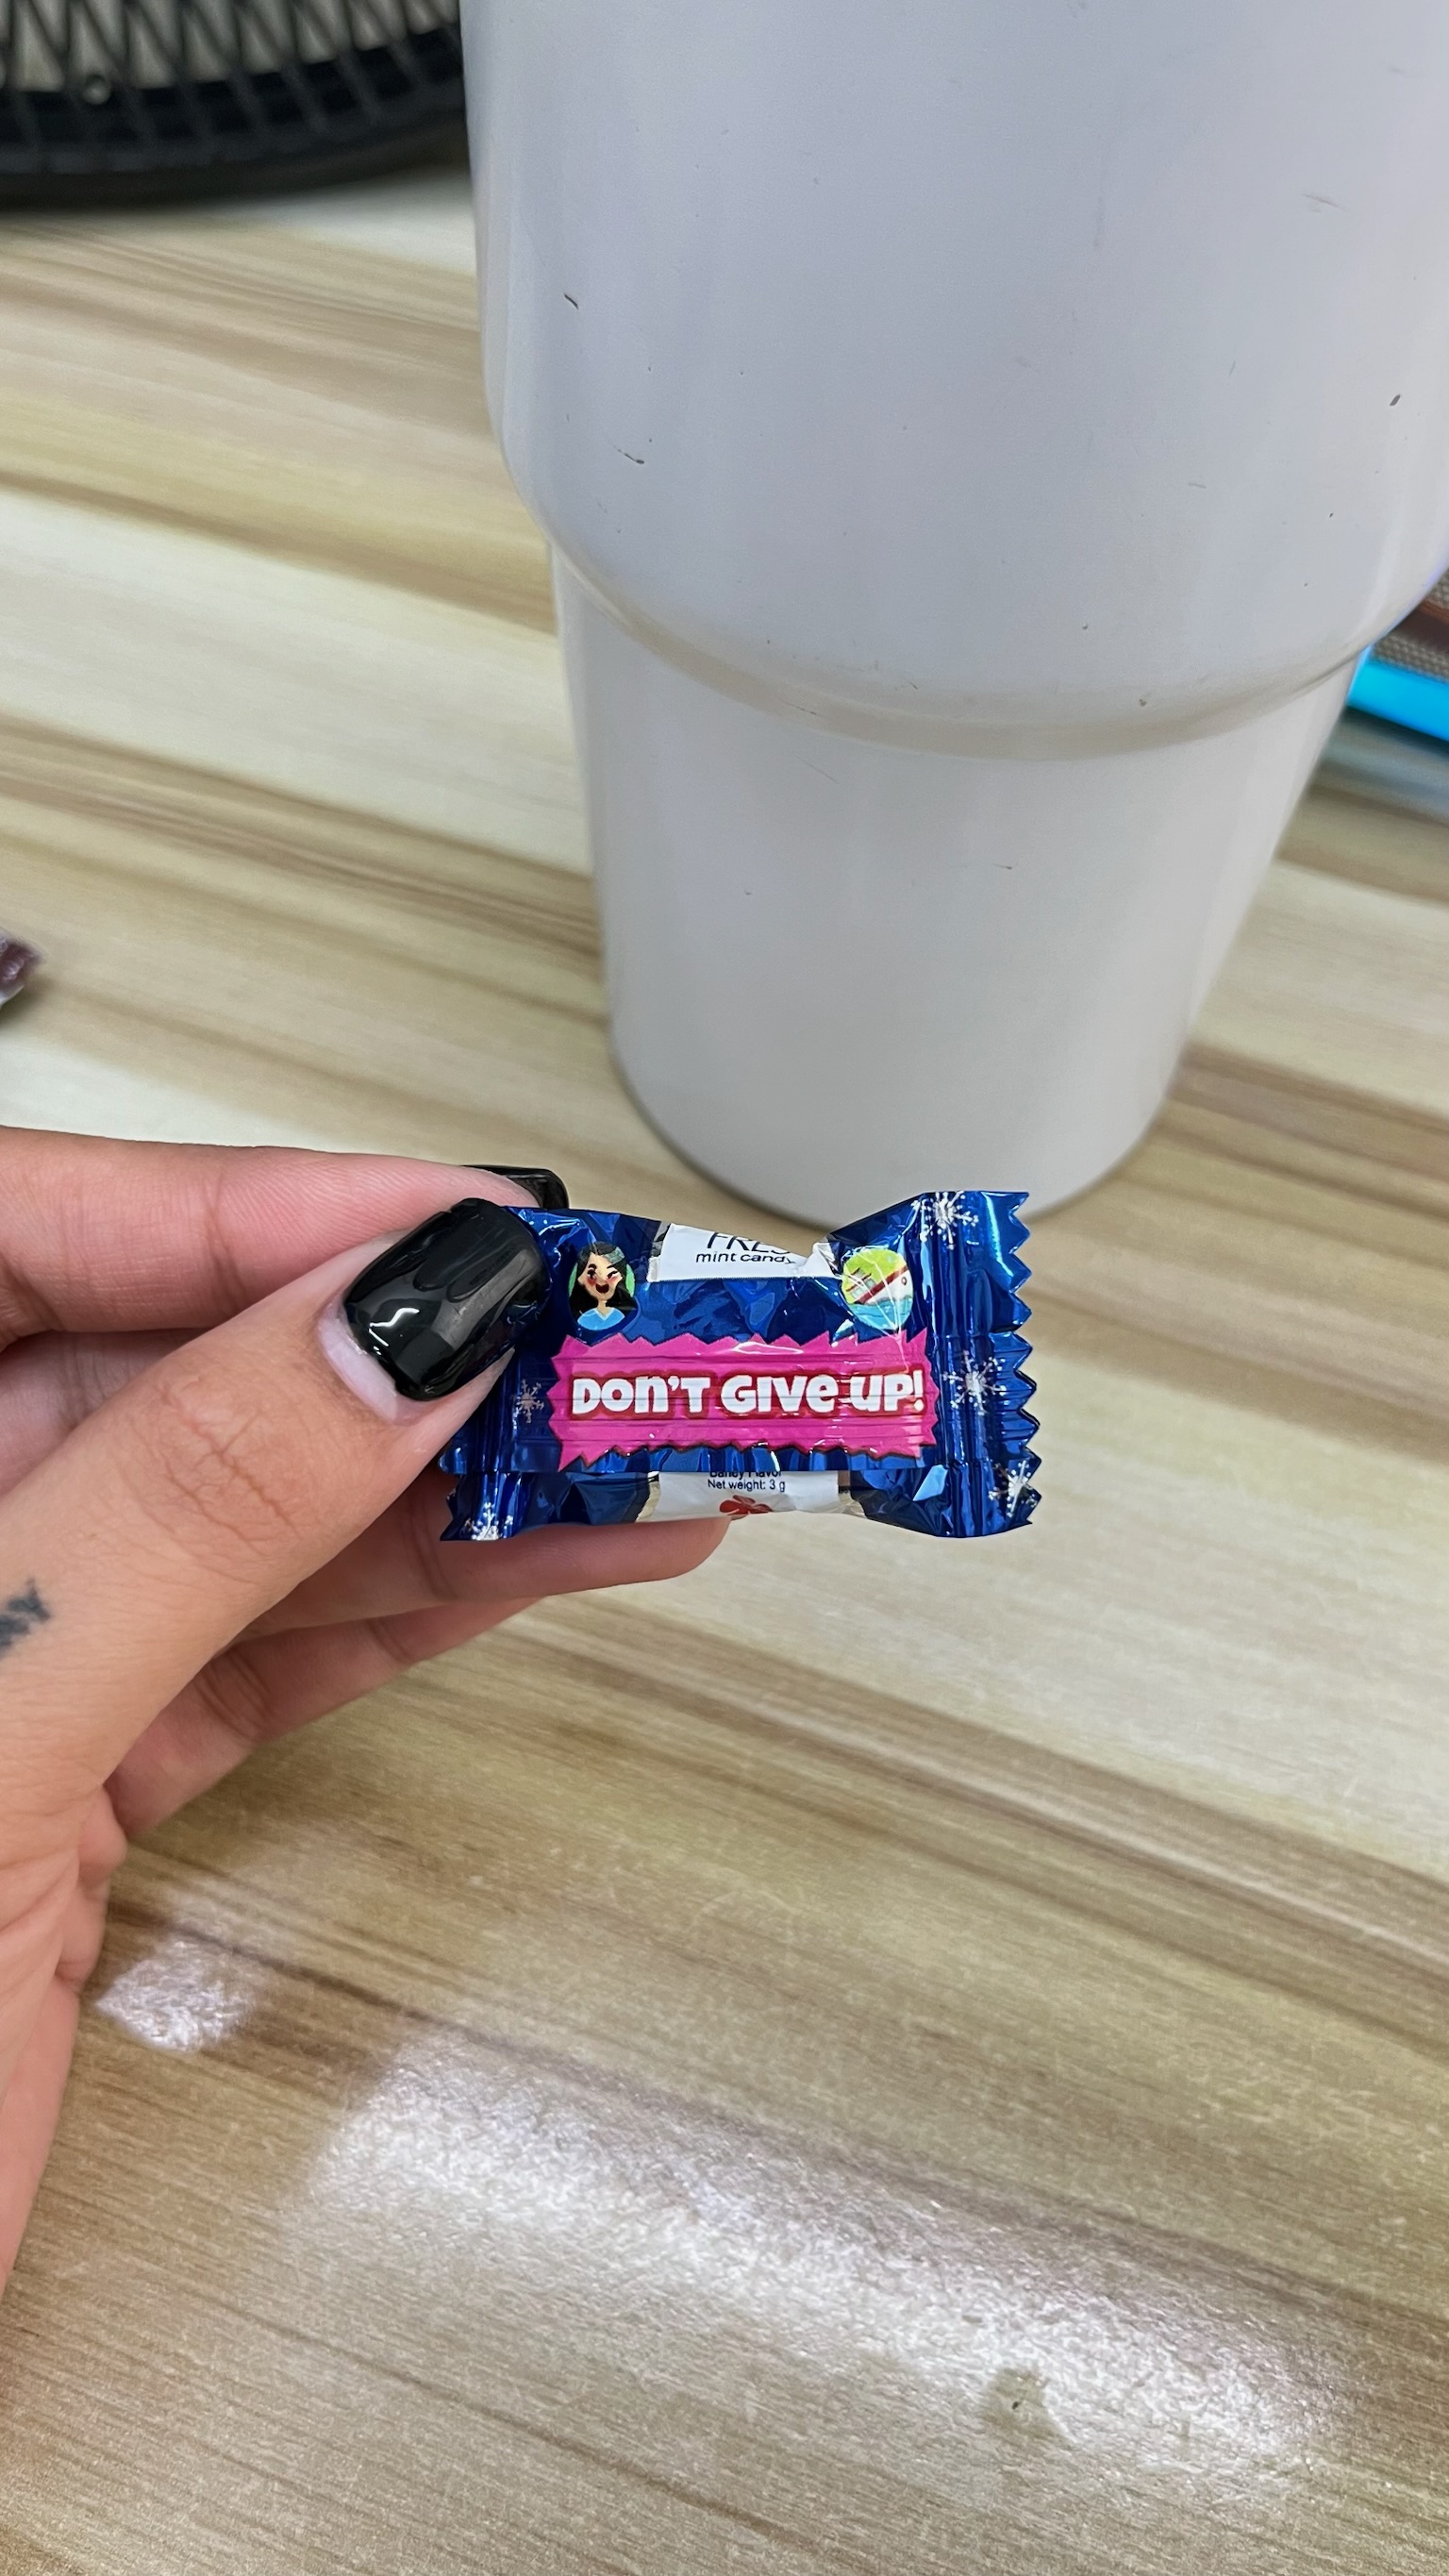 mint candy
DON'T GIVE UP!
Net weight: 3 g